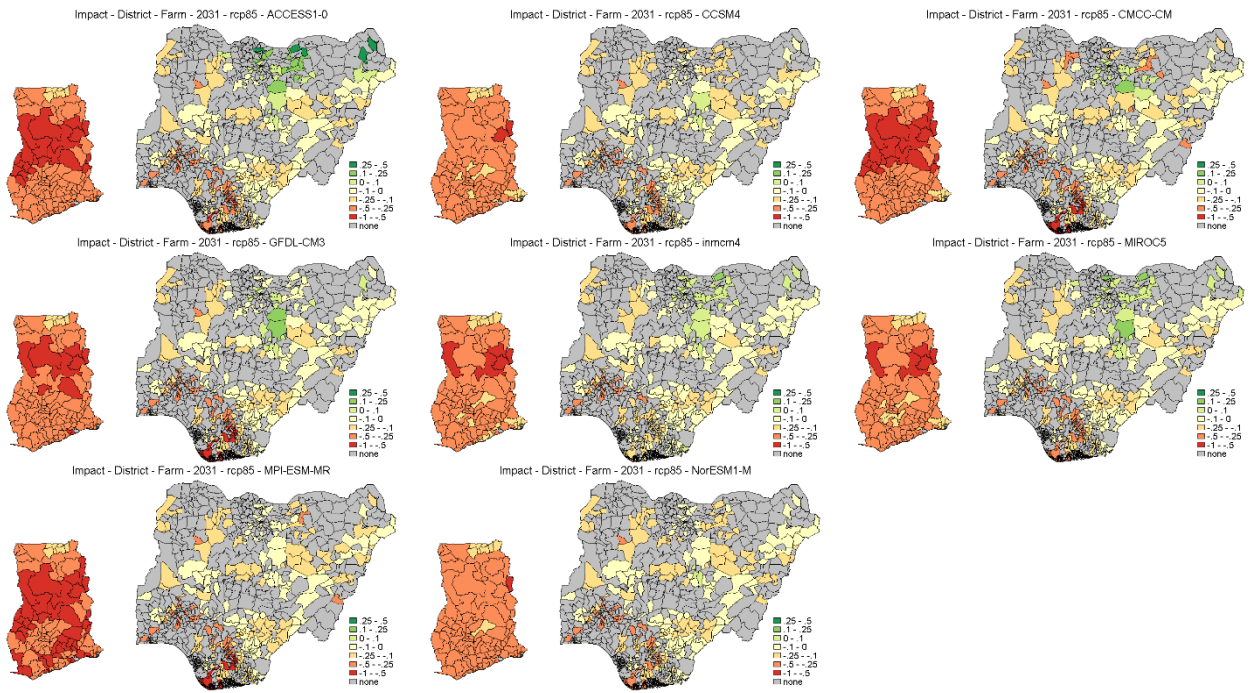 Impact - District - Farm - 2031 - rcp85 - ACCESS1-0
.25 - .5
.1 - .25
0 - .1
-.1 - 0
-.25 - -.1
-.5 - -.25
-1 - -.5
none
Impact - District - Farm - 2031 - rcp85 - CCSM4
.25 - .5
.1 - .25
0 - .1
-.1 - 0
-.25 - -.1
-.5 - -.25
-1 - -.5
none
Impact - District - Farm - 2031 - rcp85 - CMCC-CM
.25 - .5
.1 - .25
0 - .1
-.1 - 0
-.25 - -.1
-.5 - -.25
-1 - -.5
none
Impact - District - Farm - 2031 - rcp85 - GFDL-CM3
.25 - .5
.1 - .25
0 - .1
-.1 - 0
-.25 - -.1
-.5 - -.25
-1 - -.5
none
Impact - District - Farm - 2031 - rcp85 - inmcm4
.25 - .5
.1 - .25
0 - .1
-.1 - 0
-.25 - -.1
-.5 - -.25
-1 - -.5
none
Impact - District - Farm - 2031 - rcp85 - MIROC5
.25 - .5
.1 - .25
0 - .1
-.1 - 0
-.25 - -.1
-.5 - -.25
-1 - -.5
none
Impact - District - Farm - 2031 - rcp85 - MPI-ESM-MR
.25 - .5
.1 - .25
0 - .1
-.1 - 0
-.25 - -.1
-.5 - -.25
-1 - -.5
none
Impact - District - Farm - 2031 - rcp85 - NorESM1-M
.25 - .5
.1 - .25
0 - .1
-.1 - 0
-.25 - -.1
-.5 - -.25
-1 - -.5
none